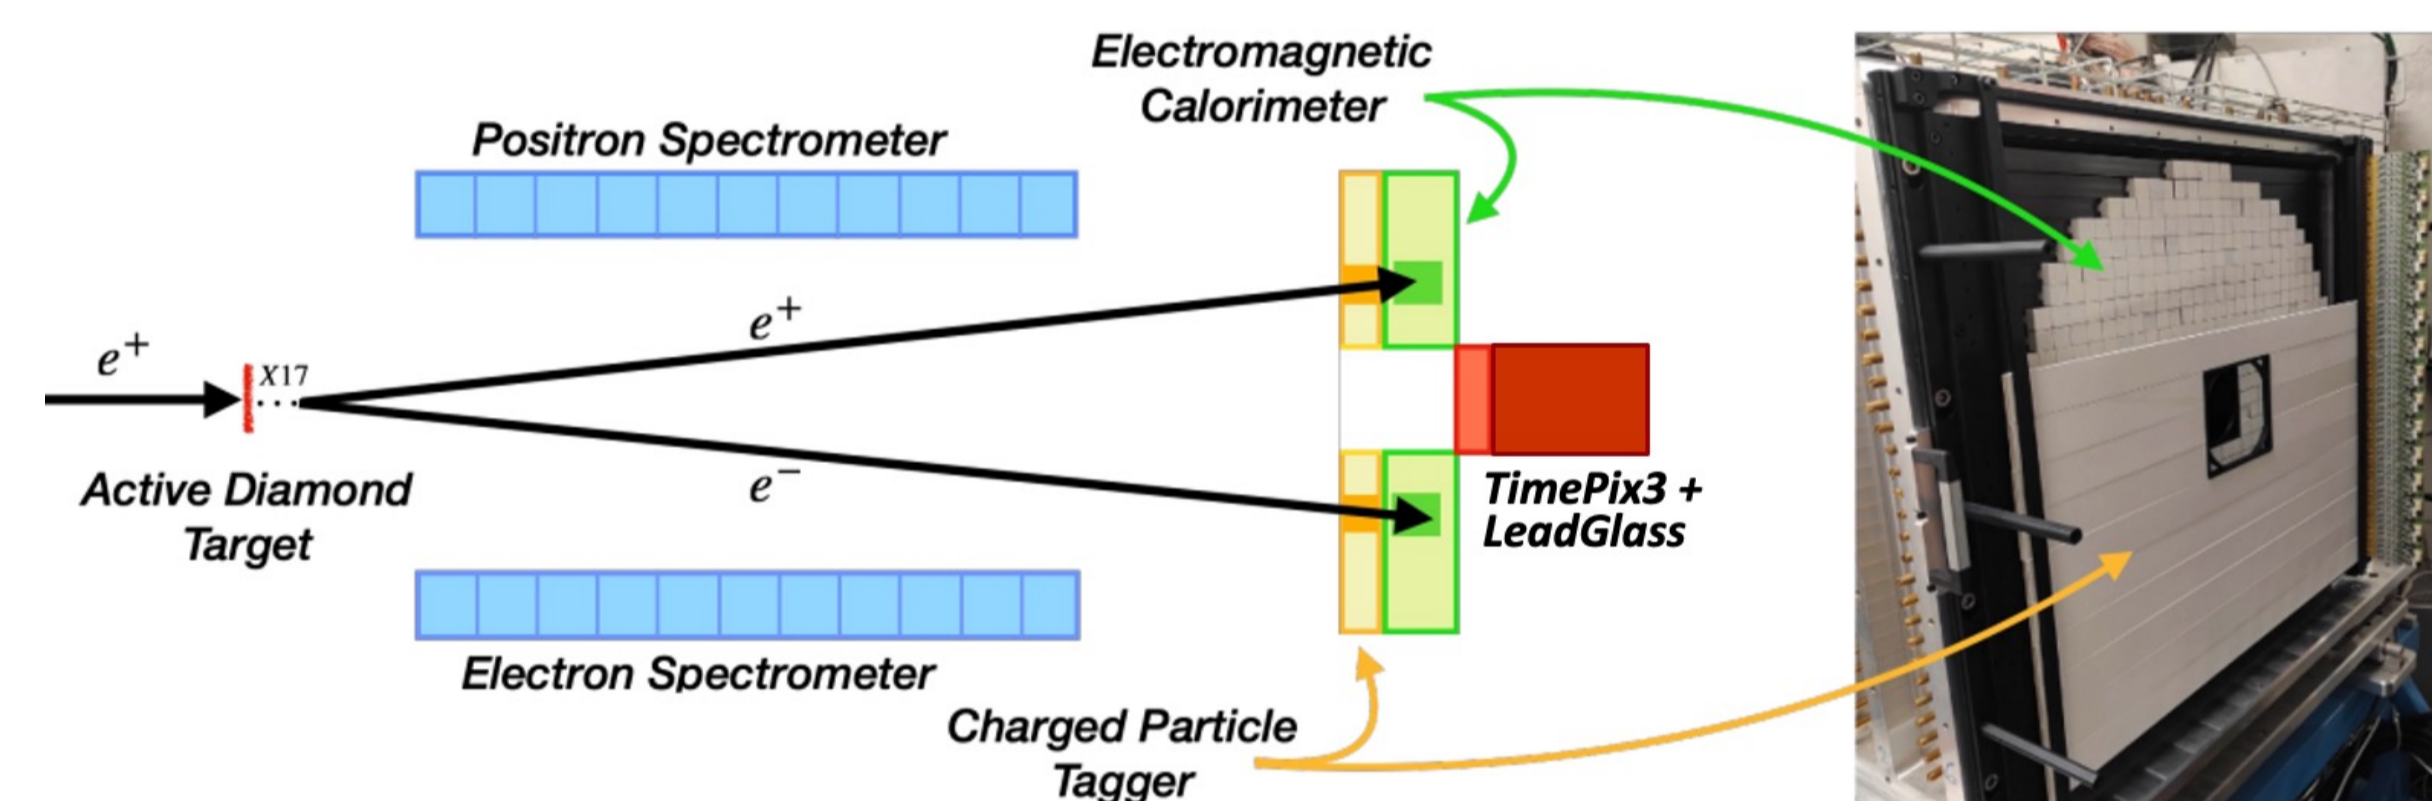 Electromagnetic
Calorimeter
Positron Spectrometer
e⁺
e⁺
X17
...
e⁻
Active Diamond
Target
TimePix3 +
LeadGlass
Electron Spectrometer
Charged Particle
Tagger